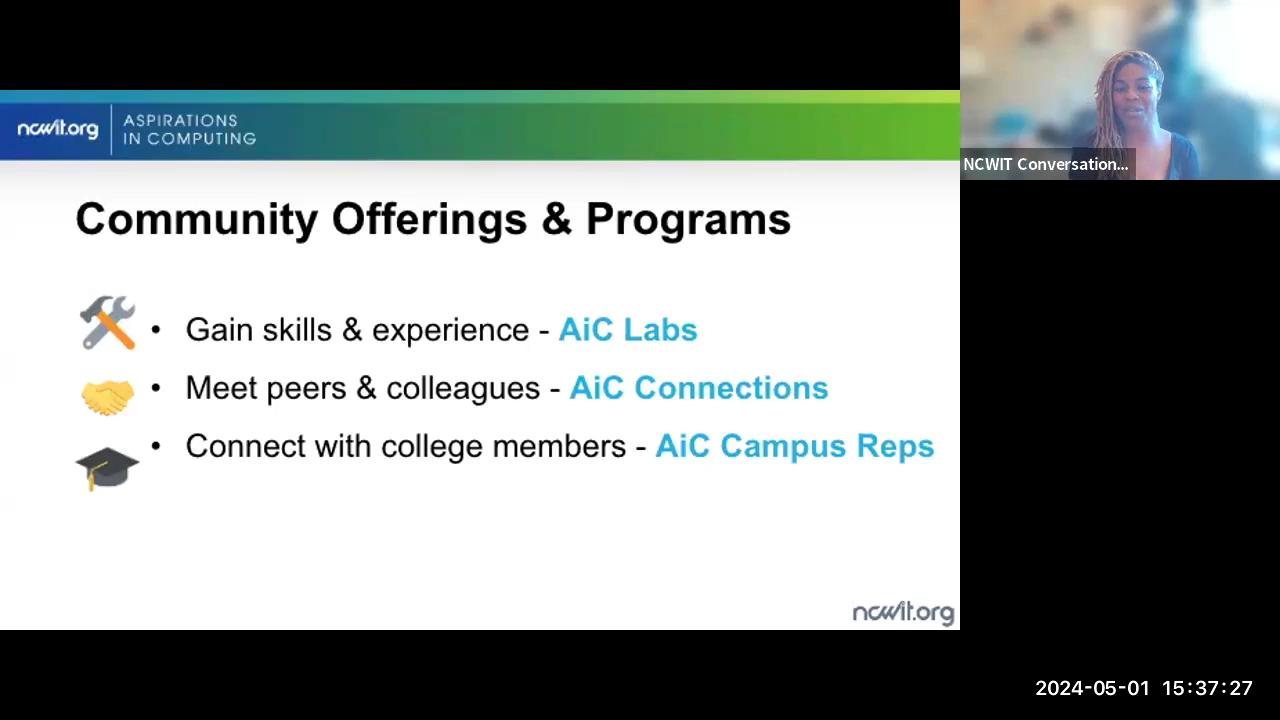 ncwit.org
ASPIRATIONS
IN COMPUTING
NCWIT Conversation...
Community Offerings & Programs
• Gain skills & experience - AiC Labs
• Meet peers & colleagues - AiC Connections
• Connect with college members - AiC Campus Reps
ncwit.org
2024-05-01 15:37:27